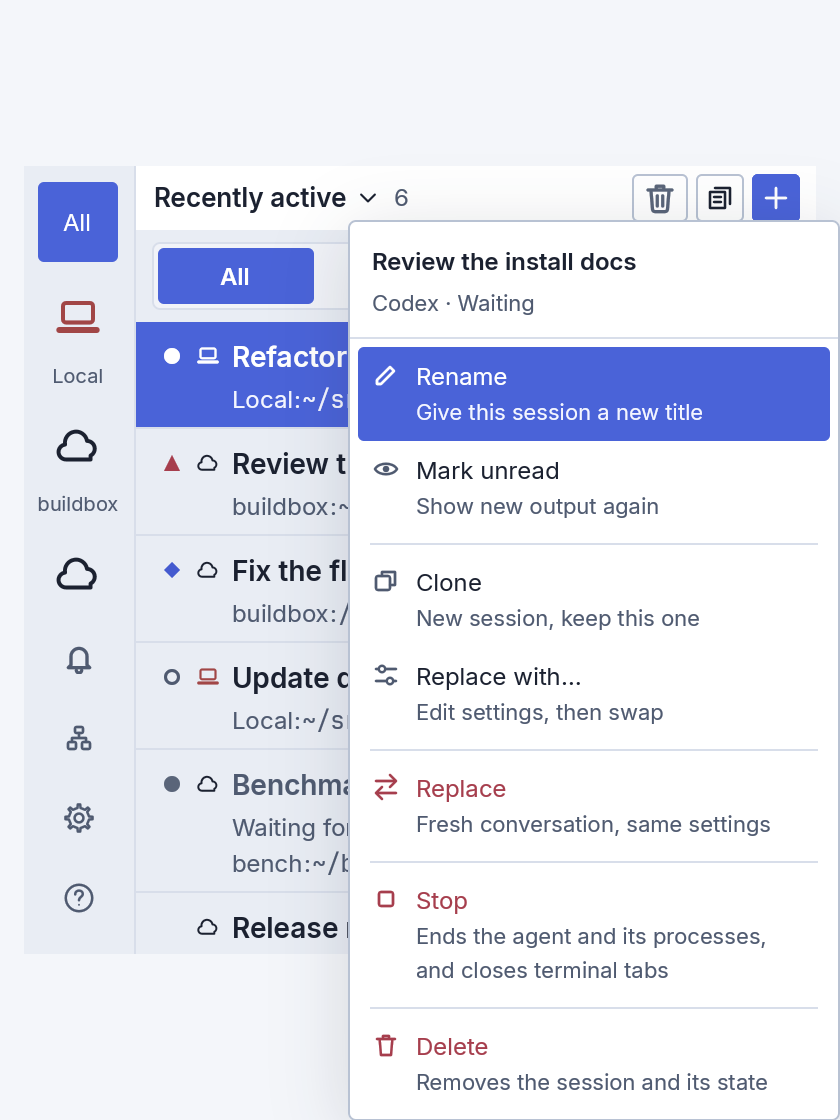 All
Local
buildbox
Recently active 6
All
Refactor
Local:~/s
Review t
buildbox:~
Fix the fl
buildbox:/
Update
Local:~/s
Benchma
Waiting for
bench:~/b
Release
Review the install docs
Codex · Waiting
Rename
Give this session a new title
Mark unread
Show new output again
Clone
New session, keep this one
Replace with...
Edit settings, then swap
Replace
Fresh conversation, same settings
Stop
Ends the agent and its processes,
and closes terminal tabs
Delete
Removes the session and its state